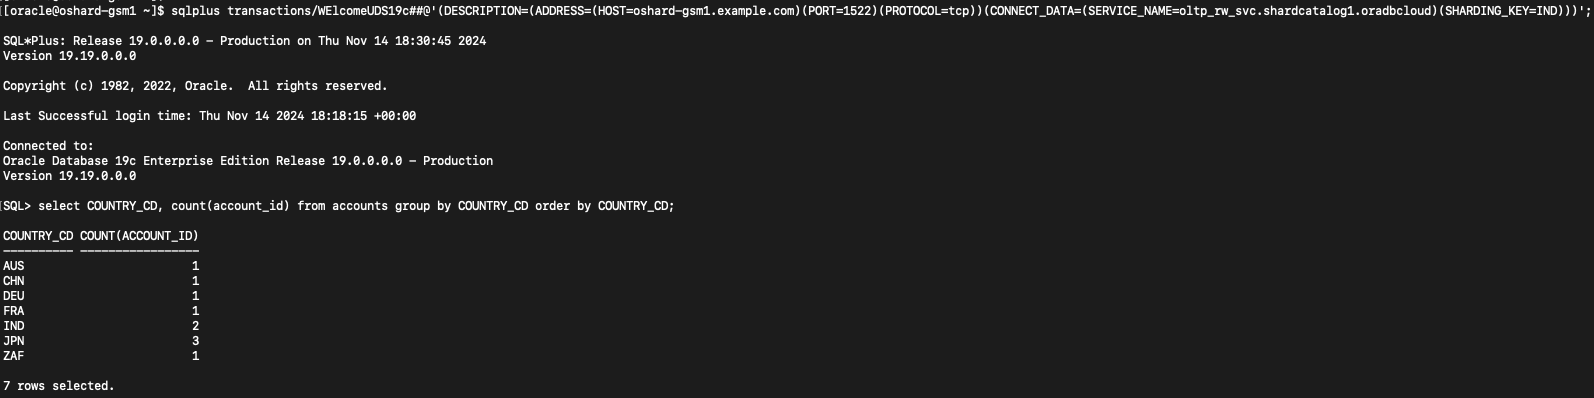 [[oracle@oshard-gsm1 ~]$ sqlplus transactions/WElcomeUDS19c##@'(DESCRIPTION=(ADDRESS=(HOST=oshard-gsm1.example.com)(PORT=1522)(PROTOCOL=tcp))(CONNECT_DATA=(SERVICE_NAME=oltp_rw_svc.shardcatalog1.oradbcloud)(SHARDING_KEY=IND)))';
SQL*Plus: Release 19.0.0.0.0 - Production on Thu Nov 14 18:30:45 2024
Version 19.19.0.0.0
Copyright (c) 1982, 2022, Oracle.  All rights reserved.
Last Successful login time: Thu Nov 14 2024 18:18:15 +00:00
Connected to:
Oracle Database 19c Enterprise Edition Release 19.0.0.0.0 - Production
Version 19.19.0.0.0
[SQL> select COUNTRY_CD, count(account_id) from accounts group by COUNTRY_CD order by COUNTRY_CD;
COUNTRY_CD COUNT(ACCOUNT_ID)
---------- -----------------
AUS 1
CHN 1
DEU 1
FRA 1
IND 2
JPN 3
ZAF 1
7 rows selected.